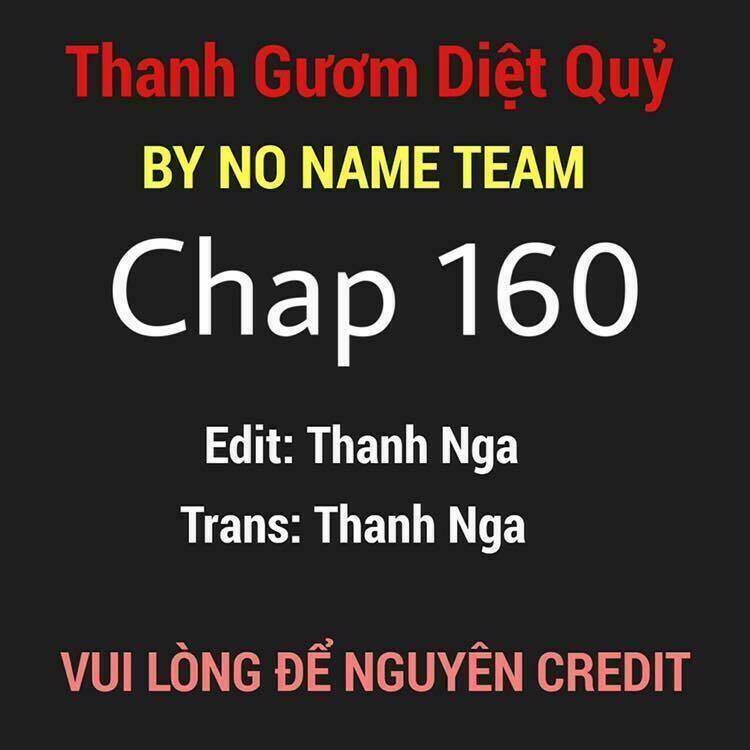 Thanh Gươm Diệt Quỷ
BY NO NAME TEAM
Chap 160
Edit: Thanh Nga
Trans: Thanh Nga
VUI LÒNG ĐỂ NGUYÊN CREDIT